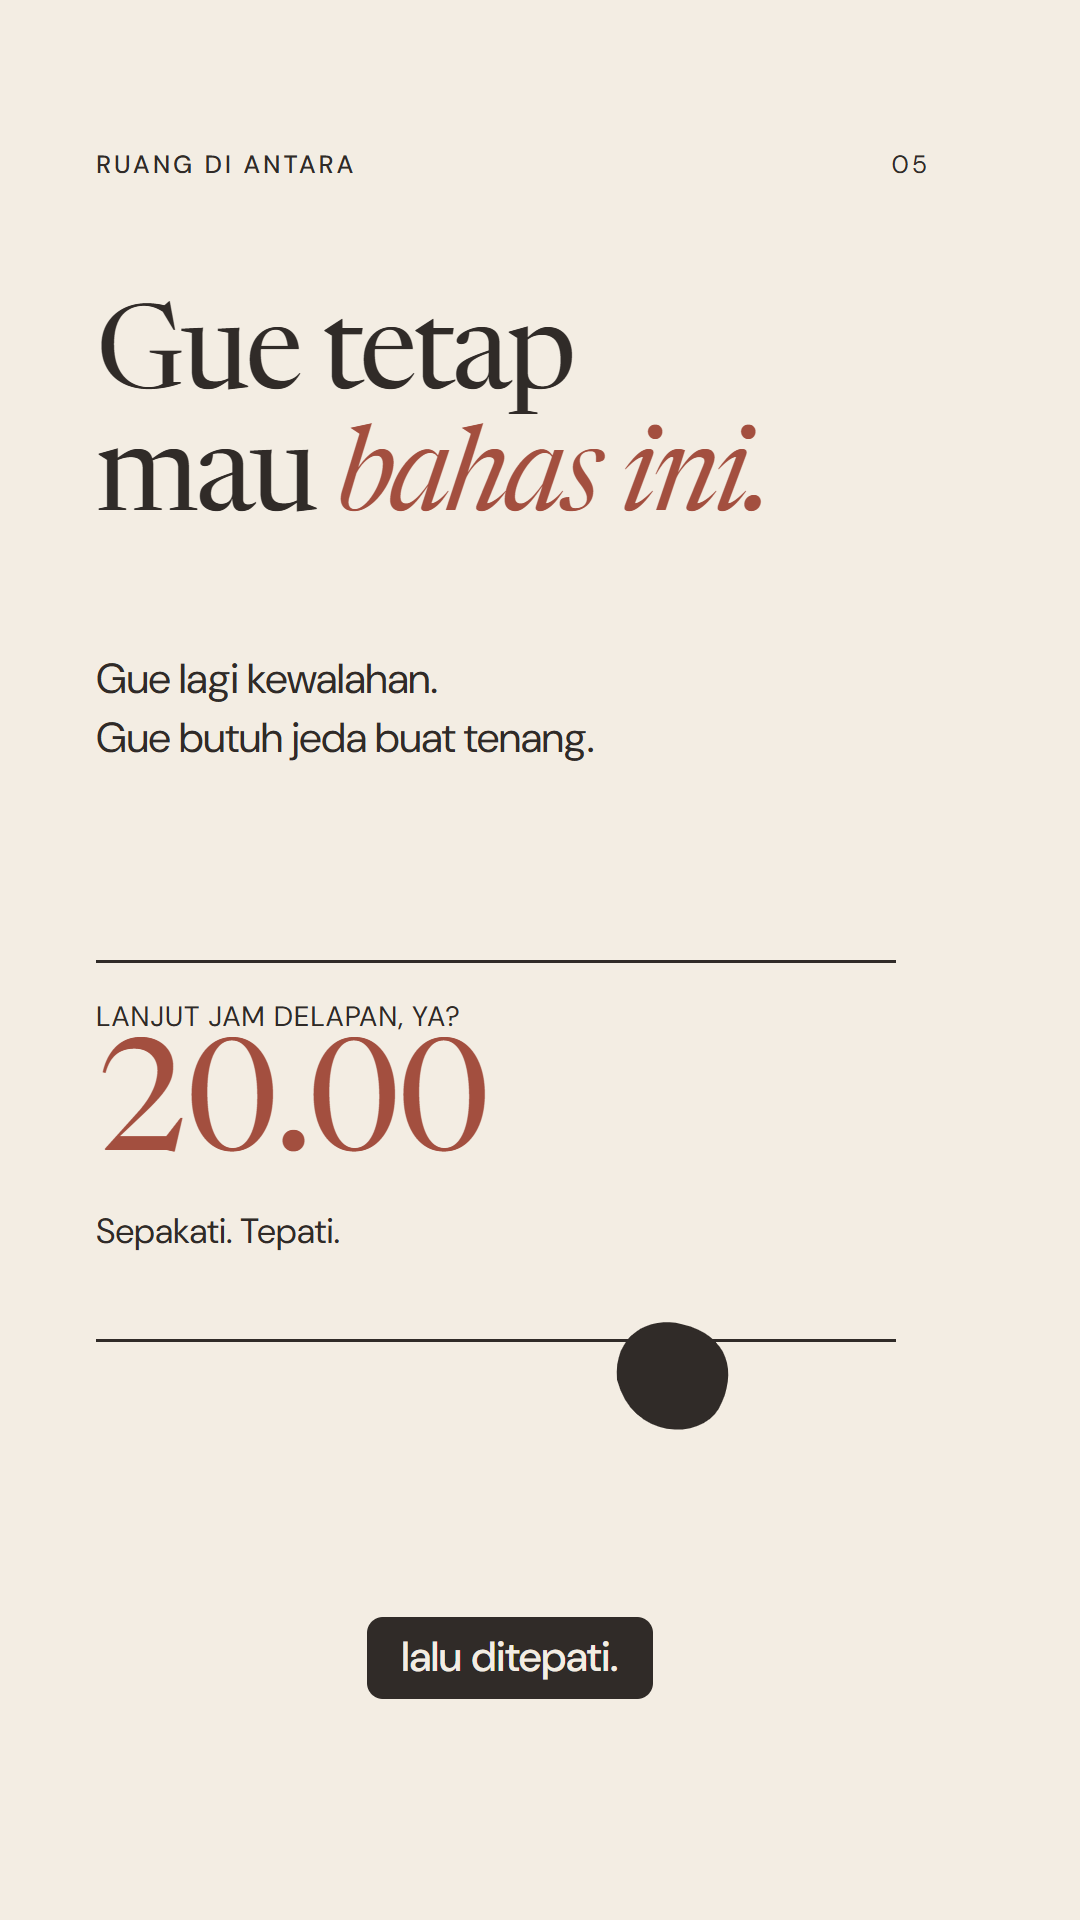 RUANG DI ANTARA
05
Gue tetap
mau bahas ini.
Gue lagi kewalahan.
Gue butuh jeda buat tenang.
LANJUT JAM DELAPAN, YA?
20.00
Sepakati. Tepati.
lalu ditepati.